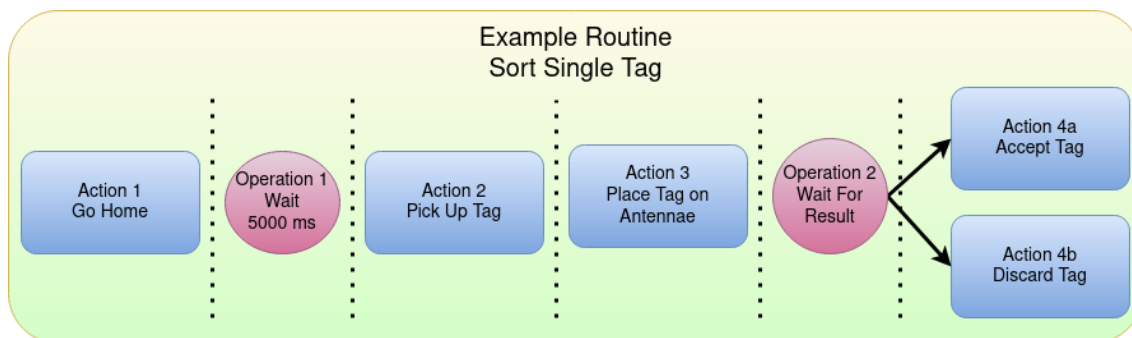 Example Routine
Sort Single Tag
Action 1
Go Home
Operation 1
Wait
5000 ms
Action 2
Pick Up Tag
Action 3
Place Tag on
Antennae
Operation 2
Wait For
Result
Action 4a
Accept Tag
Action 4b
Discard Tag